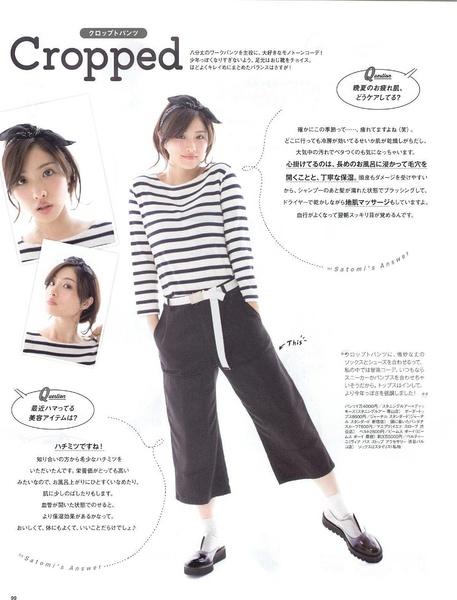 クロップトパンツ
Cropped
八分丈のワークパンツを主役に、大好きなモノトーンコーデ!
少年っぽくなりすぎないよう、足元はおじ靴をチョイス。
ほどよくキレイめにまとめたバランスはさすが!
Question
晩夏のお疲れ肌、
どうケアしてる?
確かにこの季節って……、疲れてますよね(笑)。
どこに行っても冷房が効いてるせいか肌が乾燥しがちだし、
大気中の汚れでベタつくのも気になっちゃいます。
心掛けてるのは、長めのお風呂に浸かって毛穴を
開くことと、丁寧な保湿。頭皮もダメージを受けやすい
から、シャンプーのあと髪が濡れた状態でブラッシングして、
ドライヤーで乾かしながら地肌マッサージもしていますよ。
血行がよくなって翌朝スッキリ目が覚めるんです。
Satomi's Answer
This
クロップトパンツに、微妙な丈の
ソックスとシューズを合わせるって、
私の中では冒険コーデ。いつもなら
スニーカーかパンプスを合わせちゃ
いそうだから。トップスはインして、
より今年っぽさを強調しました!
Question
最近ハマってる
美容アイテムは?
ハチミツですね!
知り合いの方から希少なハチミツを
いただいたんです。栄養価がとっても高い
みたいなので、お風呂上がりにひとすくいなめたり、
肌に少しのばしたりもします。
血管が開いた状態でのせると、
より保湿効果があるかなって。
おいしくて、体にもよくて、いいことだらけでしょ♪
Satomi's Answer
99